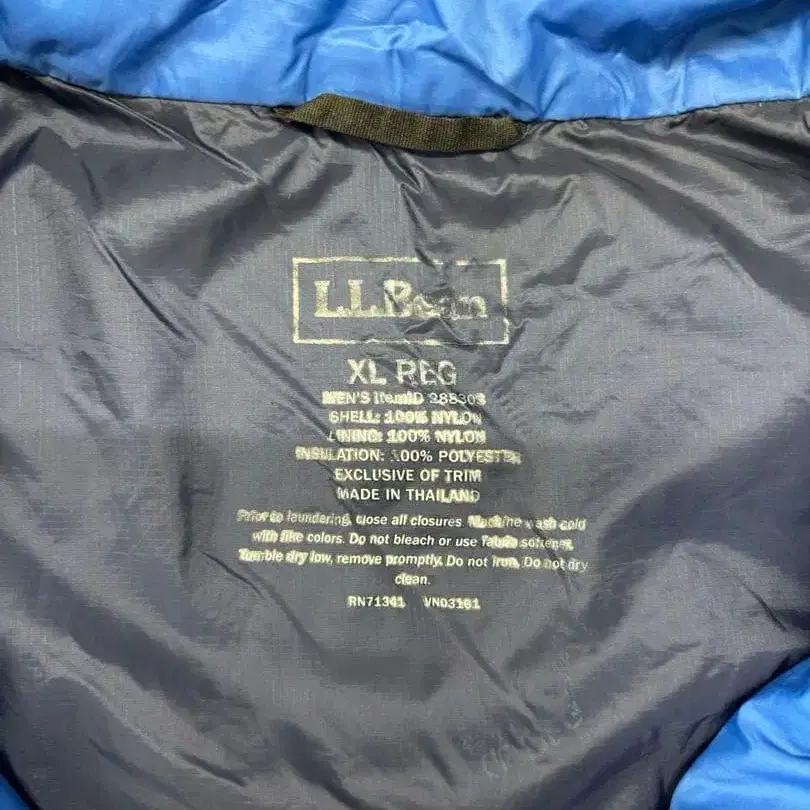 L.L.Bean
XL REG
MEN'S ItemID 288303
SHELL: 100% NYLON
LINING: 100% NYLON
INSULATION: 100% POLYESTER
EXCLUSIVE OF TRIM
MADE IN THAILAND
Prior to laundering, close all closures. Machine wash cold
with like colors. Do not bleach or use fabric softener.
Tumble dry low, remove promptly. Do not iron. Do not dry
clean.
RN71341 VN03161